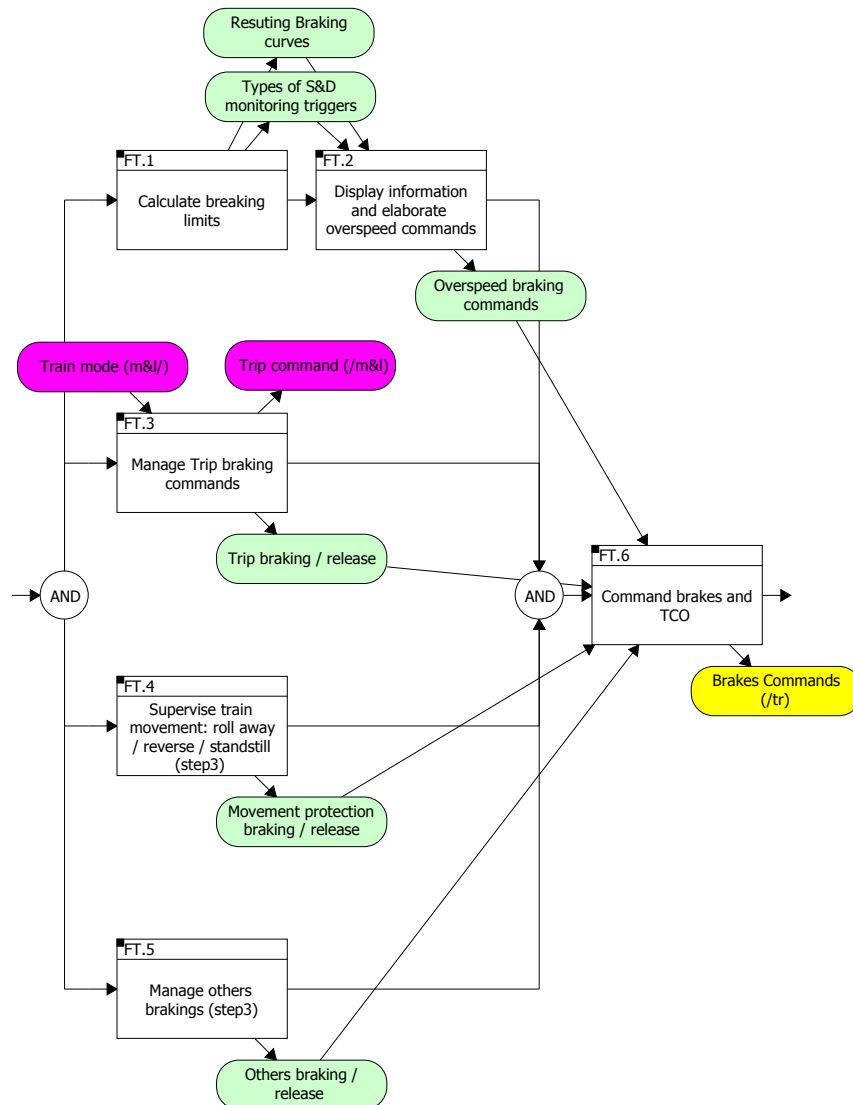 Resuting Braking
curves
Types of S&D
monitoring triggers
FT.1
Calculate breaking
limits
FT.2
Display information
and elaborate
overspeed commands
Overspeed braking
commands
Train mode (m&l/)
Trip command (/m&l)
FT.3
Manage Trip braking
commands
Trip braking / release
AND
AND
FT.6
Command brakes and
TCO
Brakes Commands
(/tr)
FT.4
Supervise train
movement: roll away
/ reverse / standstill
(step3)
Movement protection
braking / release
FT.5
Manage others
brakings (step3)
Others braking /
release